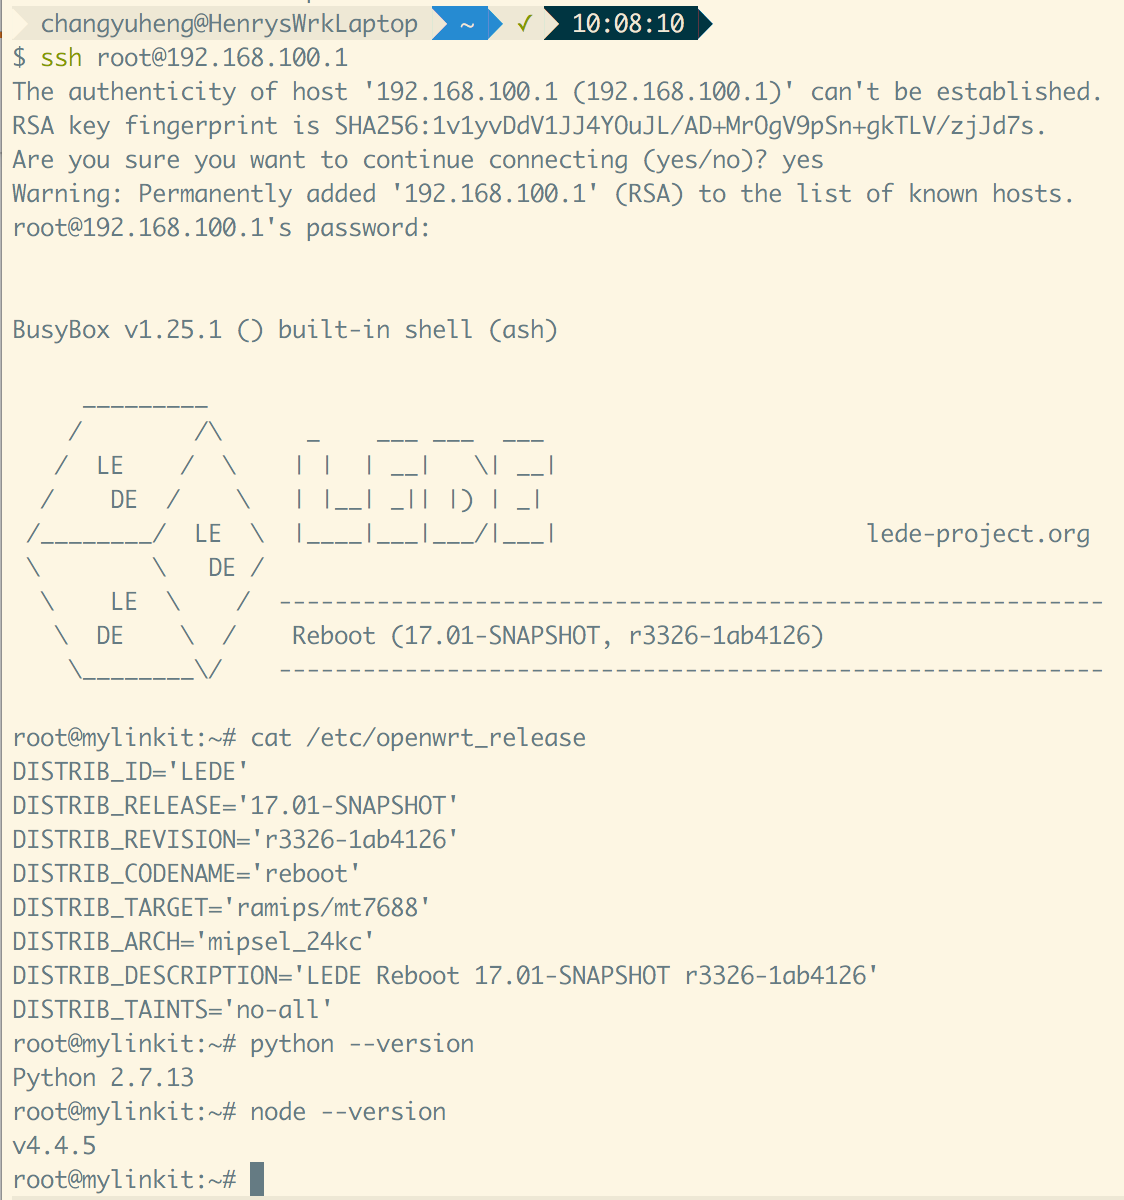 changyuheng@HenrysWrkLaptop ~ ✓ 10:08:10
$ ssh root@192.168.100.1
The authenticity of host '192.168.100.1 (192.168.100.1)' can't be established.
RSA key fingerprint is SHA256:1v1yvDdV1JJ4YOuJL/AD+MrOgV9pSn+gkTLV/zjJd7s.
Are you sure you want to continue connecting (yes/no)? yes
Warning: Permanently added '192.168.100.1' (RSA) to the list of known hosts.
root@192.168.100.1's password:
BusyBox v1.25.1 () built-in shell (ash)
     _________
    /        /\      _    ___ ___  ___
   /  LE    /  \    | |  | __|   \| __|
  /    DE  /    \   | |__| _|| |) | _|
 /________/  LE  \  |____|___|___/|___|                      lede-project.org
 \        \   DE /
  \    LE  \    /  -----------------------------------------------------------
   \  DE    \  /    Reboot (17.01-SNAPSHOT, r3326-1ab4126)
    \________\/    -----------------------------------------------------------
root@mylinkit:~# cat /etc/openwrt_release
DISTRIB_ID='LEDE'
DISTRIB_RELEASE='17.01-SNAPSHOT'
DISTRIB_REVISION='r3326-1ab4126'
DISTRIB_CODENAME='reboot'
DISTRIB_TARGET='ramips/mt7688'
DISTRIB_ARCH='mipsel_24kc'
DISTRIB_DESCRIPTION='LEDE Reboot 17.01-SNAPSHOT r3326-1ab4126'
DISTRIB_TAINTS='no-all'
root@mylinkit:~# python --version
Python 2.7.13
root@mylinkit:~# node --version
v4.4.5
root@mylinkit:~#